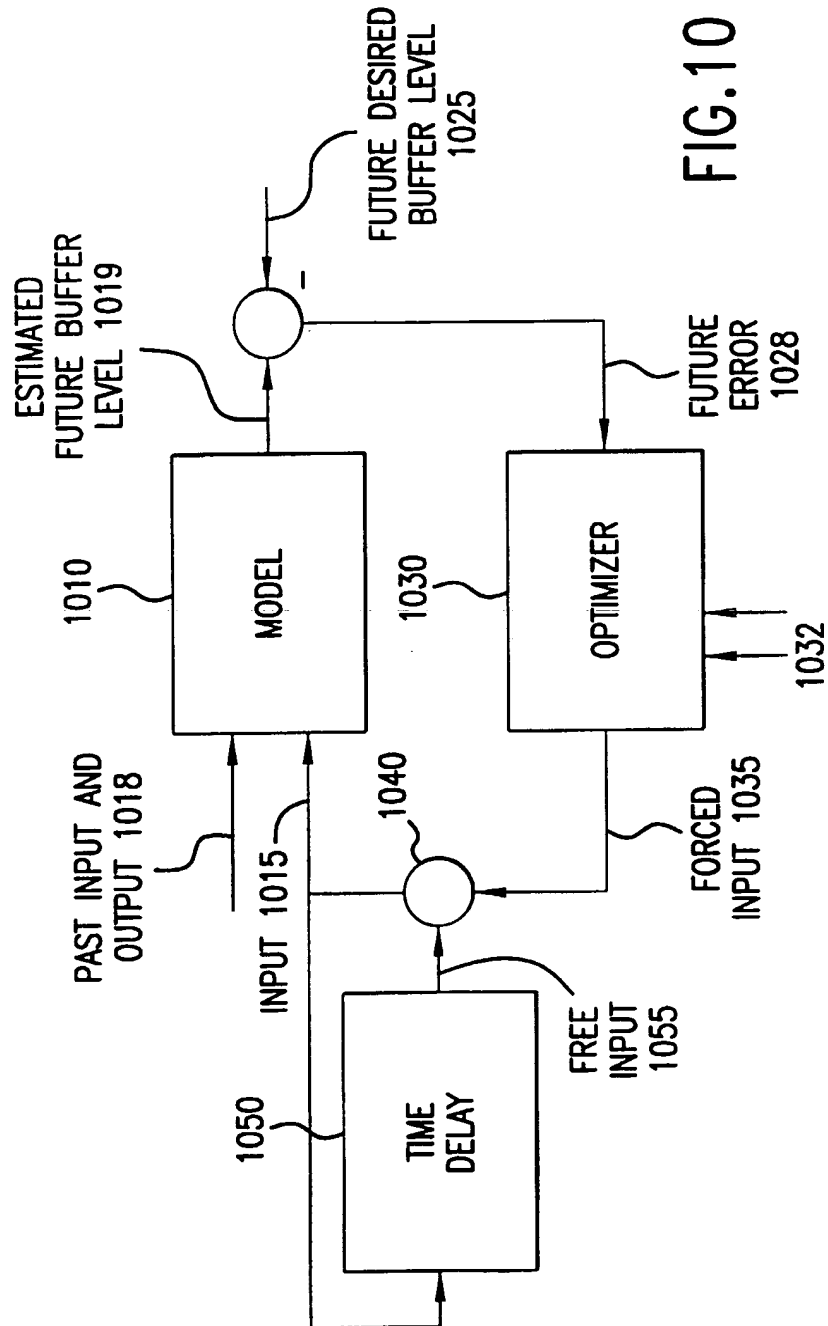 PAST INPUT AND
OUTPUT 1018
1010
MODEL
ESTIMATED
FUTURE BUFFER
LEVEL 1019
–
FUTURE DESIRED
BUFFER LEVEL
1025
INPUT 1015
1040
1050
TIME
DELAY
FREE
INPUT
1055
FORCED
INPUT 1035
1030
OPTIMIZER
1032
FUTURE
ERROR
1028
FIG.10